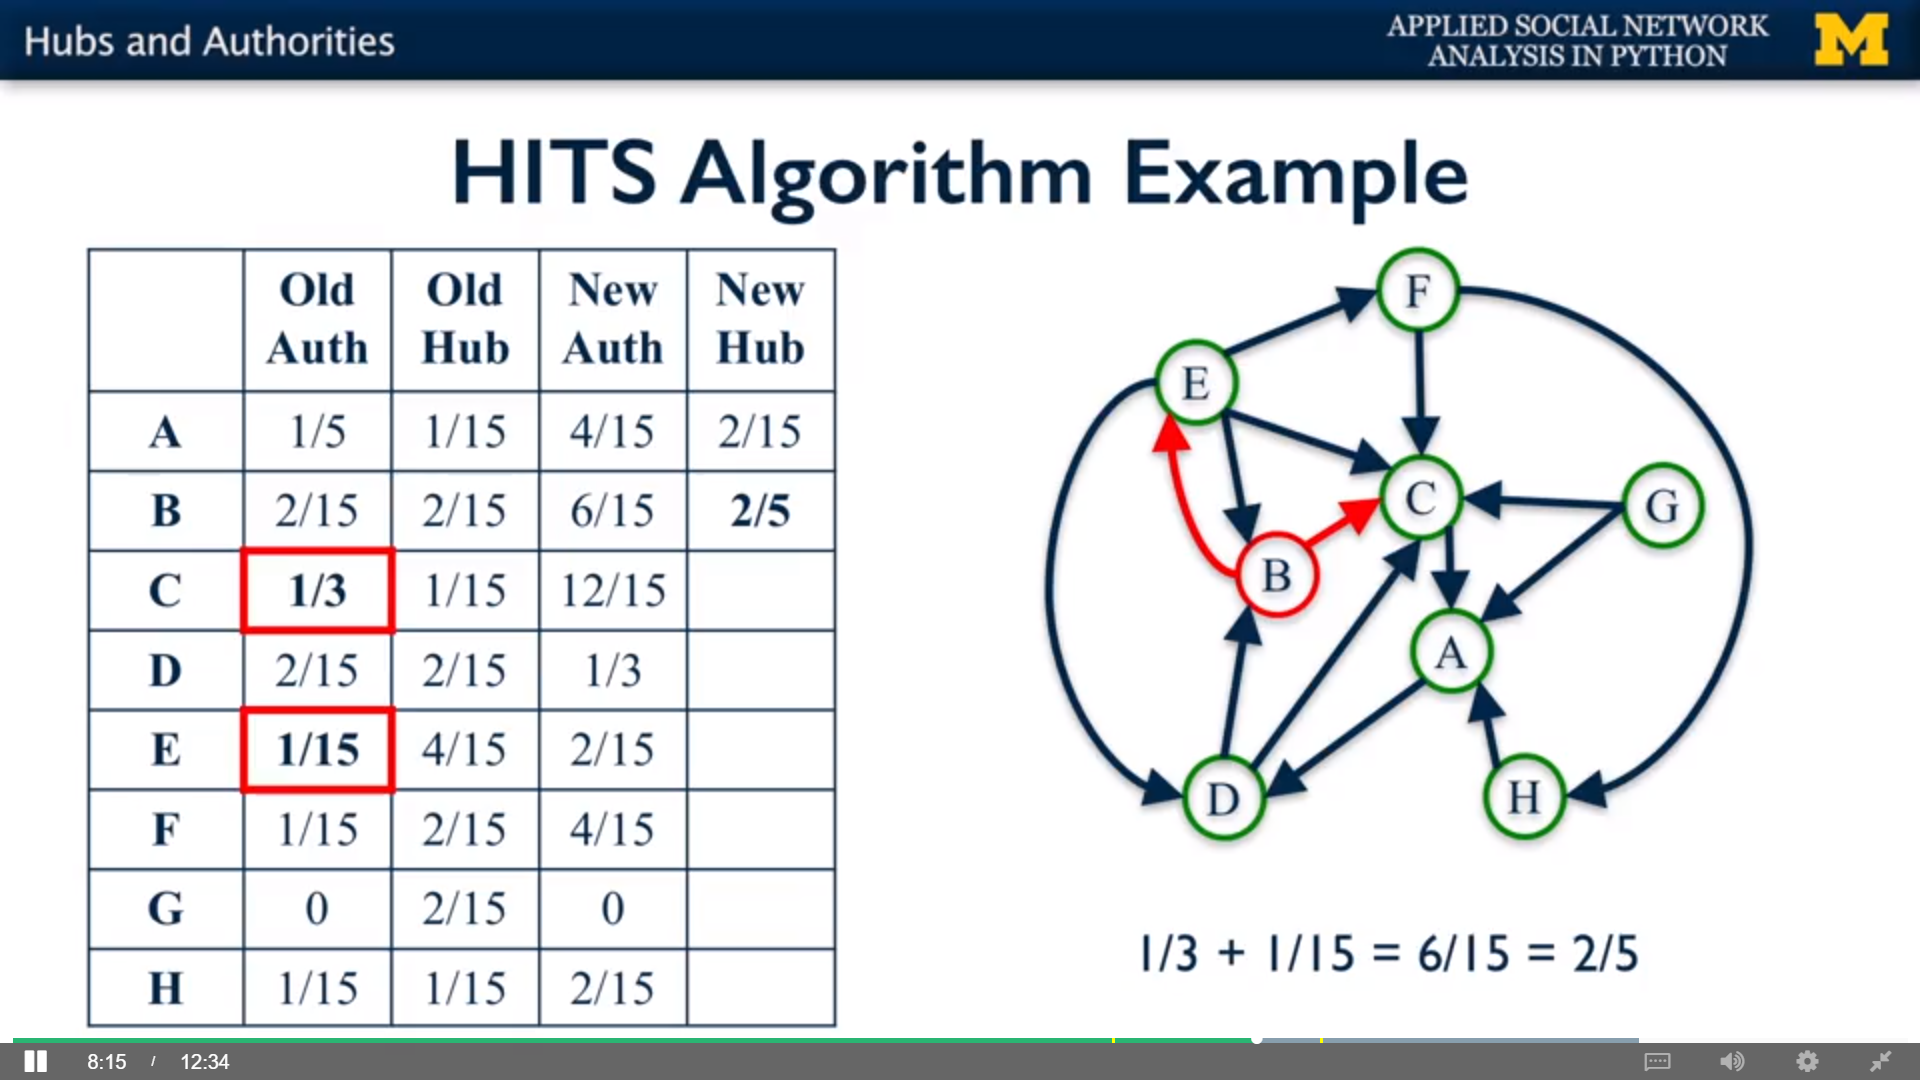 Hubs and Authorities
APPLIED SOCIAL NETWORK
ANALYSIS IN PYTHON
M
HITS Algorithm Example
Old Auth Old Hub New Auth New Hub
A 1/5 1/15 4/15 2/15
B 2/15 2/15 6/15 2/5
C 1/3 1/15 12/15
D 2/15 2/15 1/3
E 1/15 4/15 2/15
F 1/15 2/15 4/15
G 0 2/15 0
H 1/15 1/15 2/15
F
E
C
G
B
A
D
H
1/3 + 1/15 = 6/15 = 2/5
8:15 / 12:34